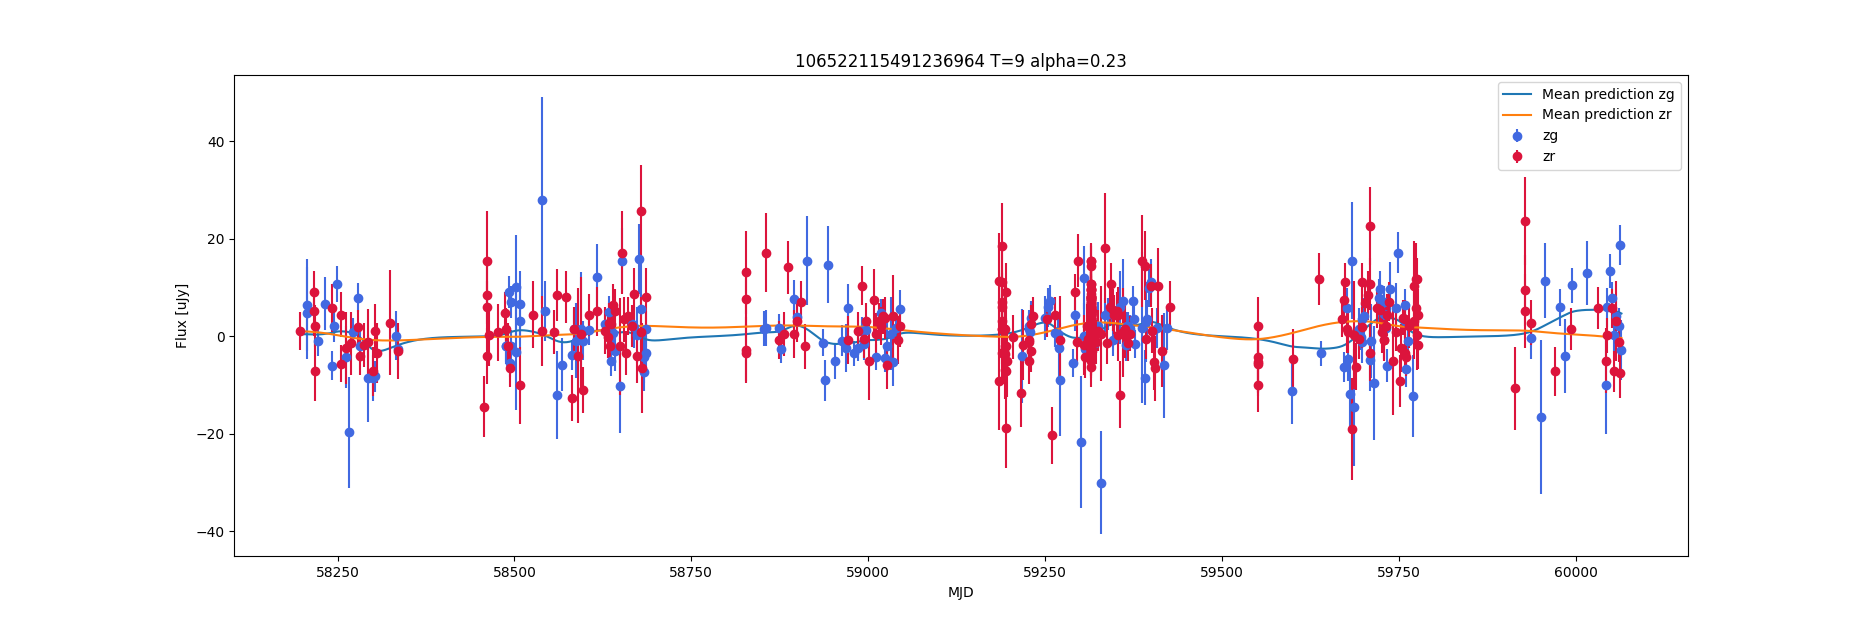 106522115491236964 T=9 alpha=0.23
Mean prediction zg
Mean prediction zr
zg
zr
Flux [uJy]
40
20
0
−20
−40
58250 58500 58750 59000 59250 59500 59750 60000
MJD